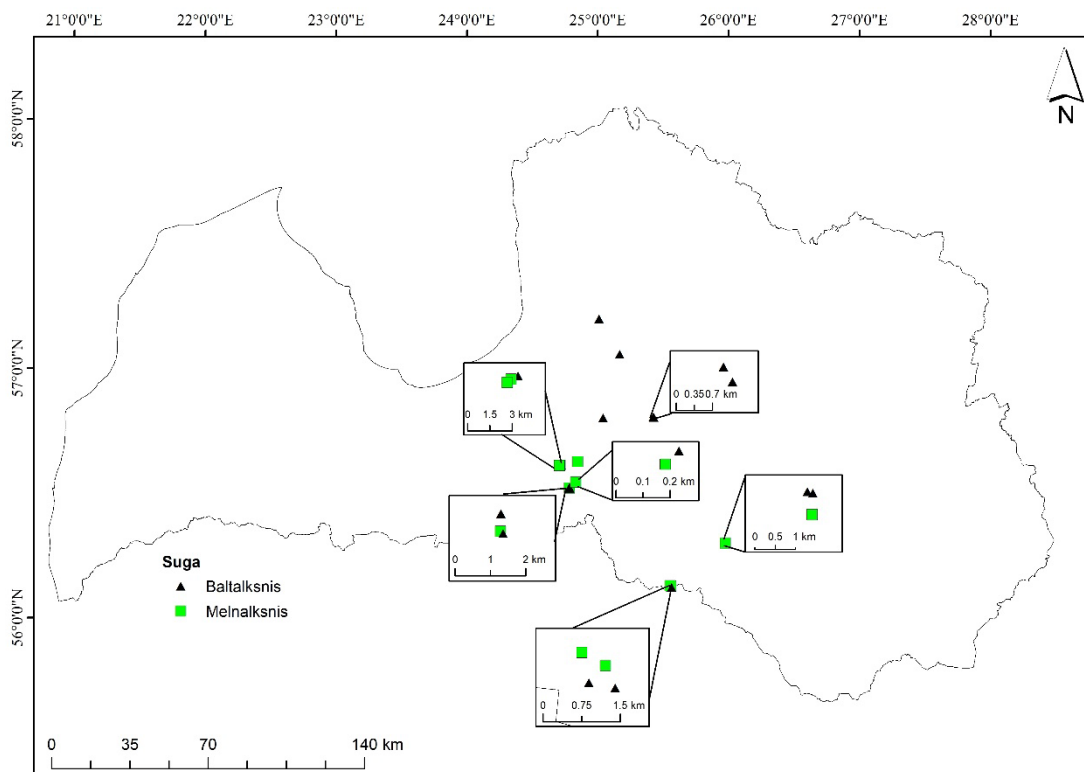 21°0'0"E 22°0'0"E 23°0'0"E 24°0'0"E 25°0'0"E 26°0'0"E 27°0'0"E 28°0'0"E
N
58°0'0"N
57°0'0"N
56°0'0"N
0 1.5 3 km
0 0.35 0.7 km
0 0.1 0.2 km
0 1 2 km
0 0.5 1 km
0 0.75 1.5 km
Suga
Baltalksnis
Melnalksnis
0 35 70 140 km